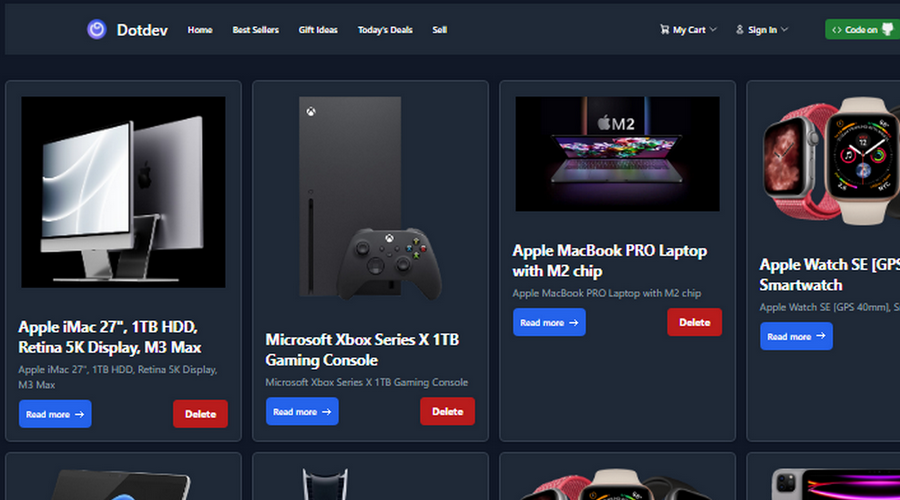 Dotdev Home Best Sellers Gift Ideas Today's Deals Sell My Cart Sign In Code on
M2
Apple iMac 27", 1TB HDD,
Retina 5K Display, M3 Max
Apple iMac 27", 1TB HDD, Retina 5K Display,
M3 Max
Read more Delete
Microsoft Xbox Series X 1TB
Gaming Console
Microsoft Xbox Series X 1TB Gaming Console
Read more Delete
Apple MacBook PRO Laptop
with M2 chip
Apple MacBook PRO Laptop with M2 chip
Read more Delete
Apple Watch SE [GPS
Smartwatch
Apple Watch SE [GPS 40mm], S
Read more